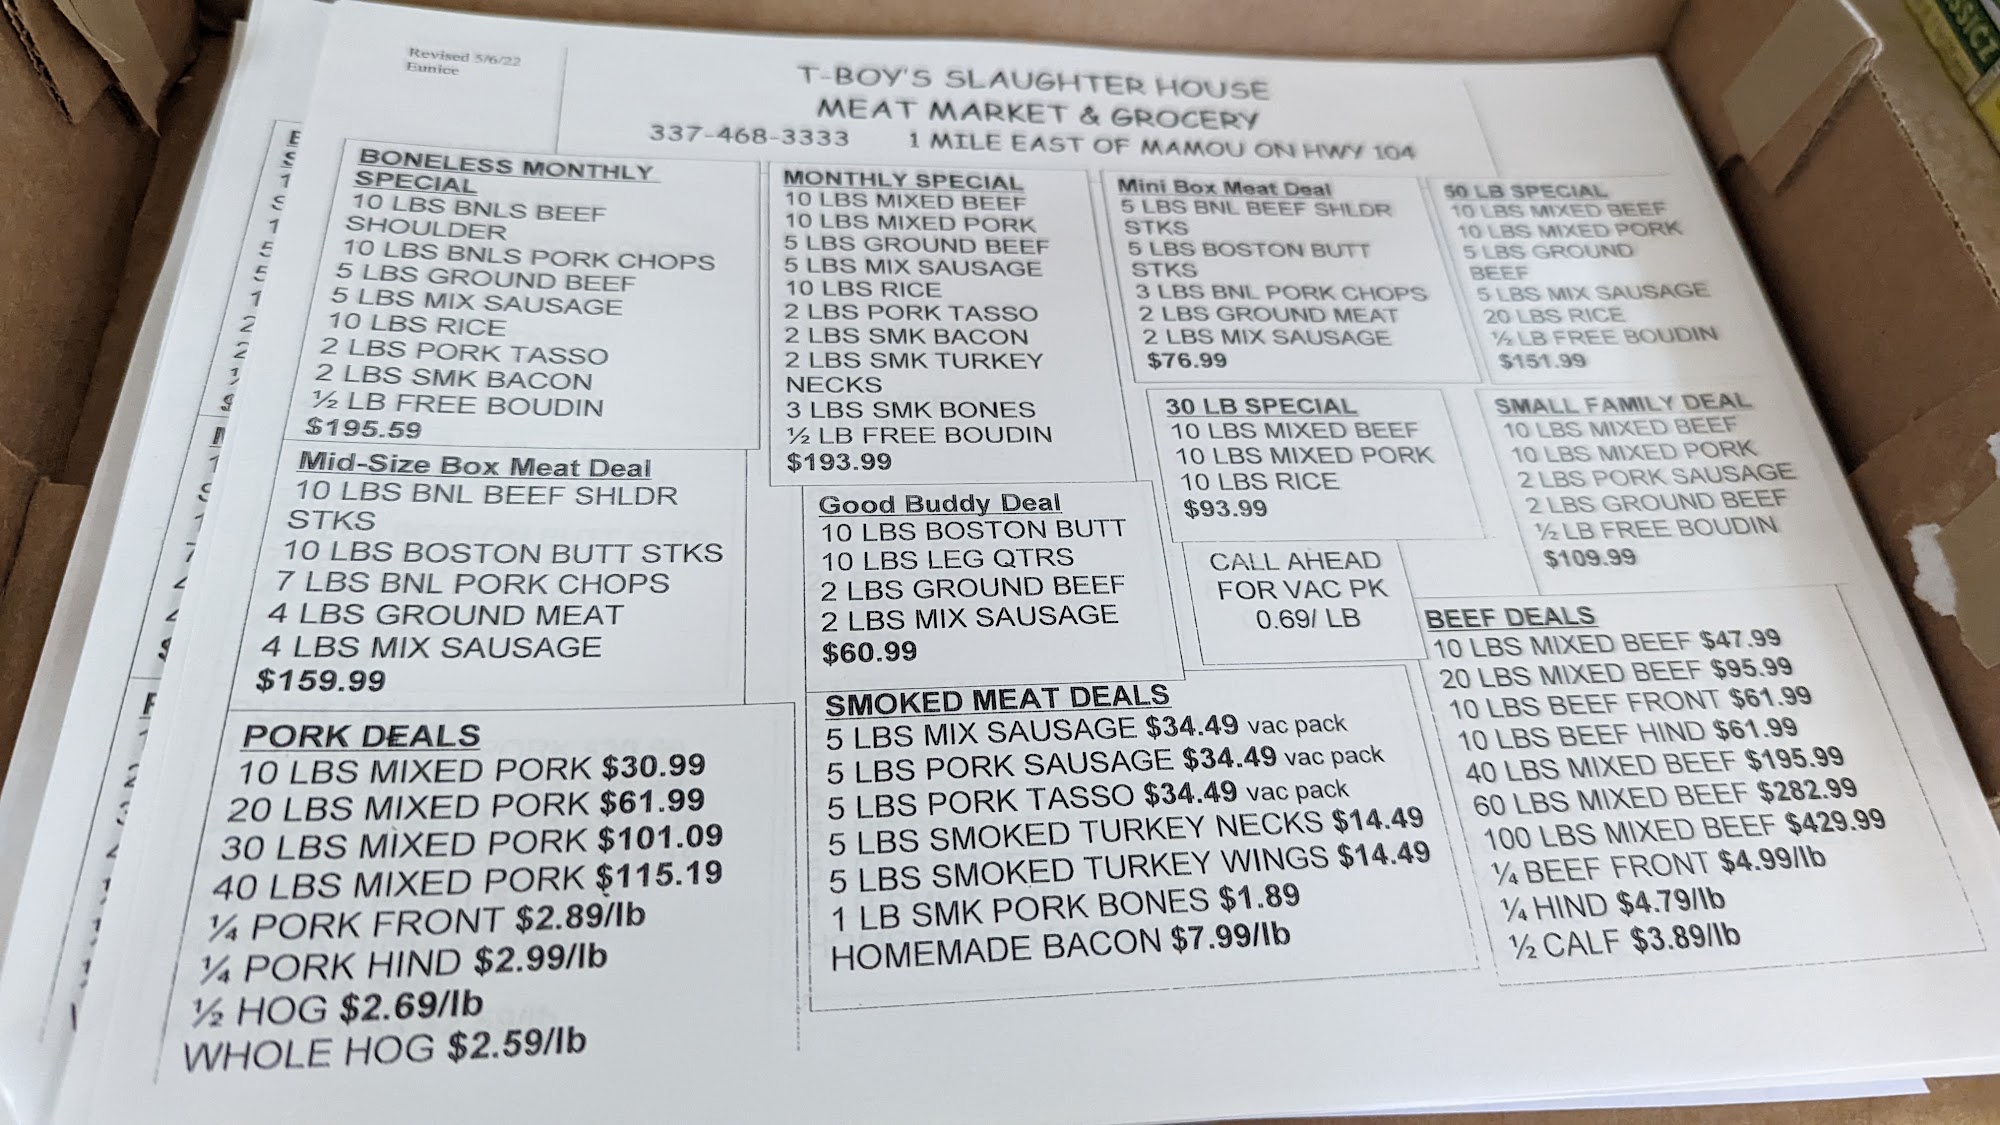 Revised 5/6/22
Eunice
T-BOY'S SLAUGHTER HOUSE
MEAT MARKET & GROCERY
337-468-3333 1 MILE EAST OF MAMOU ON HWY 104
BONELESS MONTHLY
SPECIAL
10 LBS BNLS BEEF
SHOULDER
10 LBS BNLS PORK CHOPS
5 LBS GROUND BEEF
5 LBS MIX SAUSAGE
10 LBS RICE
2 LBS PORK TASSO
2 LBS SMK BACON
½ LB FREE BOUDIN
$195.59
MONTHLY SPECIAL
10 LBS MIXED BEEF
10 LBS MIXED PORK
5 LBS GROUND BEEF
5 LBS MIX SAUSAGE
10 LBS RICE
2 LBS PORK TASSO
2 LBS SMK BACON
2 LBS SMK TURKEY
NECKS
3 LBS SMK BONES
½ LB FREE BOUDIN
$193.99
Mini Box Meat Deal
5 LBS BNL BEEF SHLDR
STKS
5 LBS BOSTON BUTT
STKS
3 LBS BNL PORK CHOPS
2 LBS GROUND MEAT
2 LBS MIX SAUSAGE
$76.99
50 LB SPECIAL
10 LBS MIXED BEEF
10 LBS MIXED PORK
5 LBS GROUND
BEEF
5 LBS MIX SAUSAGE
20 LBS RICE
½ LB FREE BOUDIN
$151.99
30 LB SPECIAL
10 LBS MIXED BEEF
10 LBS MIXED PORK
10 LBS RICE
$93.99
SMALL FAMILY DEAL
10 LBS MIXED BEEF
10 LBS MIXED PORK
2 LBS PORK SAUSAGE
2 LBS GROUND BEEF
½ LB FREE BOUDIN
$109.99
Mid-Size Box Meat Deal
10 LBS BNL BEEF SHLDR
STKS
10 LBS BOSTON BUTT STKS
7 LBS BNL PORK CHOPS
4 LBS GROUND MEAT
4 LBS MIX SAUSAGE
$159.99
Good Buddy Deal
10 LBS BOSTON BUTT
10 LBS LEG QTRS
2 LBS GROUND BEEF
2 LBS MIX SAUSAGE
$60.99
CALL AHEAD
FOR VAC PK
0.69/ LB
PORK DEALS
10 LBS MIXED PORK $30.99
20 LBS MIXED PORK $61.99
30 LBS MIXED PORK $101.09
40 LBS MIXED PORK $115.19
¼ PORK FRONT $2.89/lb
¼ PORK HIND $2.99/lb
½ HOG $2.69/lb
WHOLE HOG $2.59/lb
SMOKED MEAT DEALS
5 LBS MIX SAUSAGE $34.49 vac pack
5 LBS PORK SAUSAGE $34.49 vac pack
5 LBS PORK TASSO $34.49 vac pack
5 LBS SMOKED TURKEY NECKS $14.49
5 LBS SMOKED TURKEY WINGS $14.49
1 LB SMK PORK BONES $1.89
HOMEMADE BACON $7.99/lb
BEEF DEALS
10 LBS MIXED BEEF $47.99
20 LBS MIXED BEEF $95.99
10 LBS BEEF FRONT $61.99
10 LBS BEEF HIND $61.99
40 LBS MIXED BEEF $195.99
60 LBS MIXED BEEF $282.99
100 LBS MIXED BEEF $429.99
¼ BEEF FRONT $4.99/lb
¼ HIND $4.79/lb
½ CALF $3.89/lb